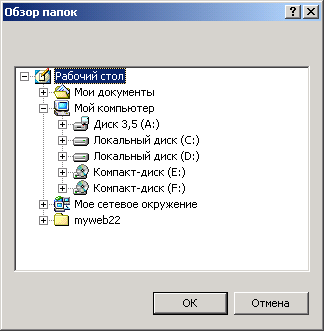 Обзор папок
Рабочий стол
Мои документы
Мой компьютер
Диск 3,5 (A:)
Локальный диск (C:)
Локальный диск (D:)
Компакт-диск (E:)
Компакт-диск (F:)
Мое сетевое окружение
myweb22
OK
Отмена